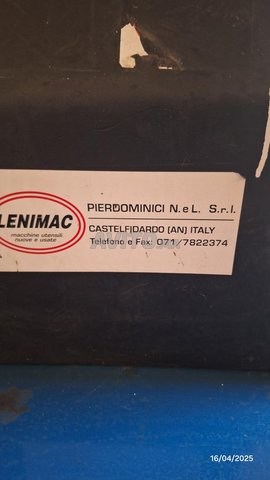 LENIMAC
macchine utensili
nuove e usate
PIERDOMINICI N. e L. S.r.l.
CASTELFIDARDO (AN) ITALY
Telefono e Fax: 071/7822374
16/04/2025